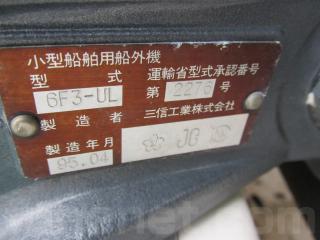 小型船舶用船外機
型式 運輸省型式承認番号
6F3-UL 第 2276 号
製造者 三信工業株式会社
製造年月
95.04 JG